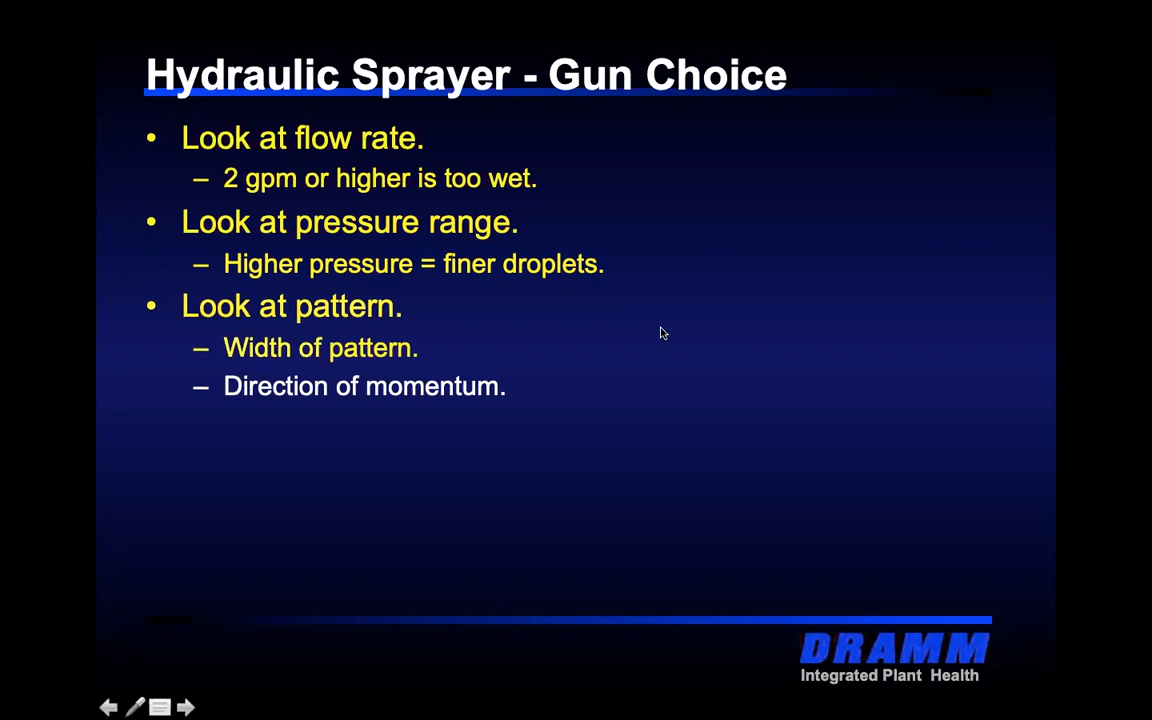 Hydraulic Sprayer - Gun Choice
• Look at flow rate.
– 2 gpm or higher is too wet.
• Look at pressure range.
– Higher pressure = finer droplets.
• Look at pattern.
– Width of pattern.
– Direction of momentum.
DRAMM
Integrated Plant Health